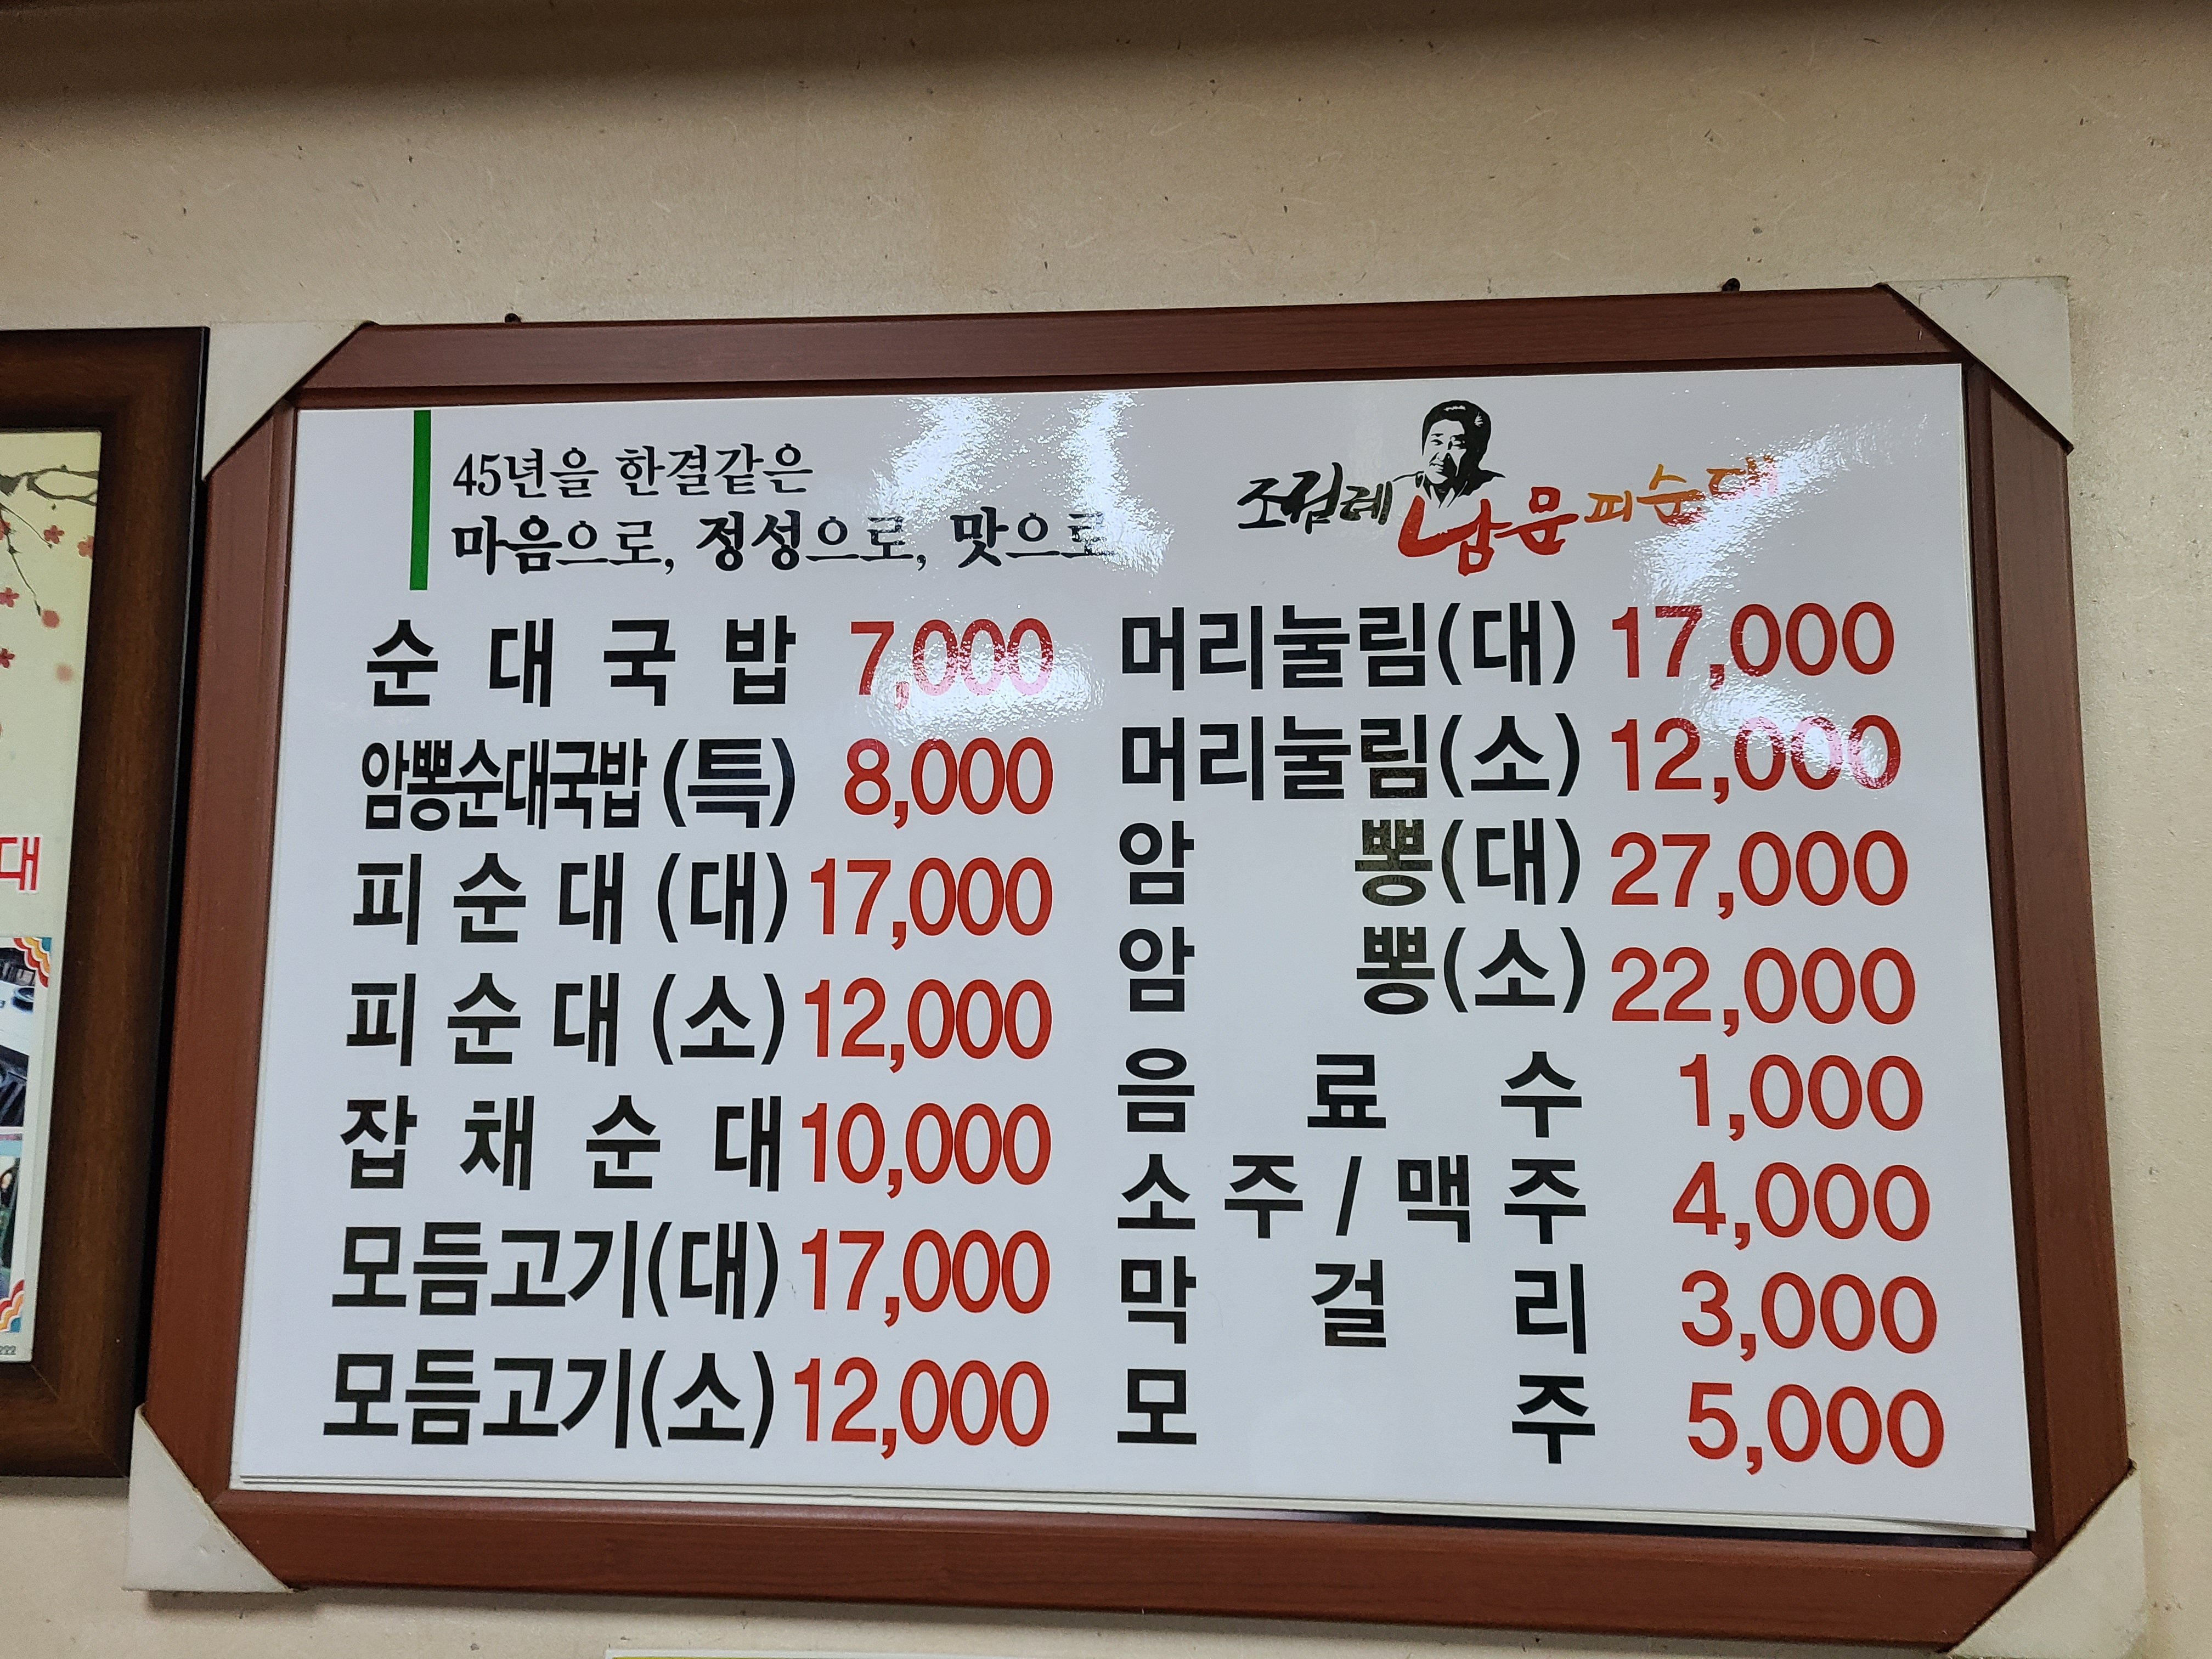 45년을 한결같은
마음으로, 정성으로, 맛으로
조점례 남문피순대
순대국밥 7,000
암뽕순대국밥 (특) 8,000
피순대 (대) 17,000
피순대 (소) 12,000
잡채순대 10,000
모듬고기(대) 17,000
모듬고기(소) 12,000
머리눌림(대) 17,000
머리눌림(소) 12,000
암뽕(대) 27,000
암뽕(소) 22,000
음료수 1,000
소주/맥주 4,000
막걸리 3,000
모주 5,000
대